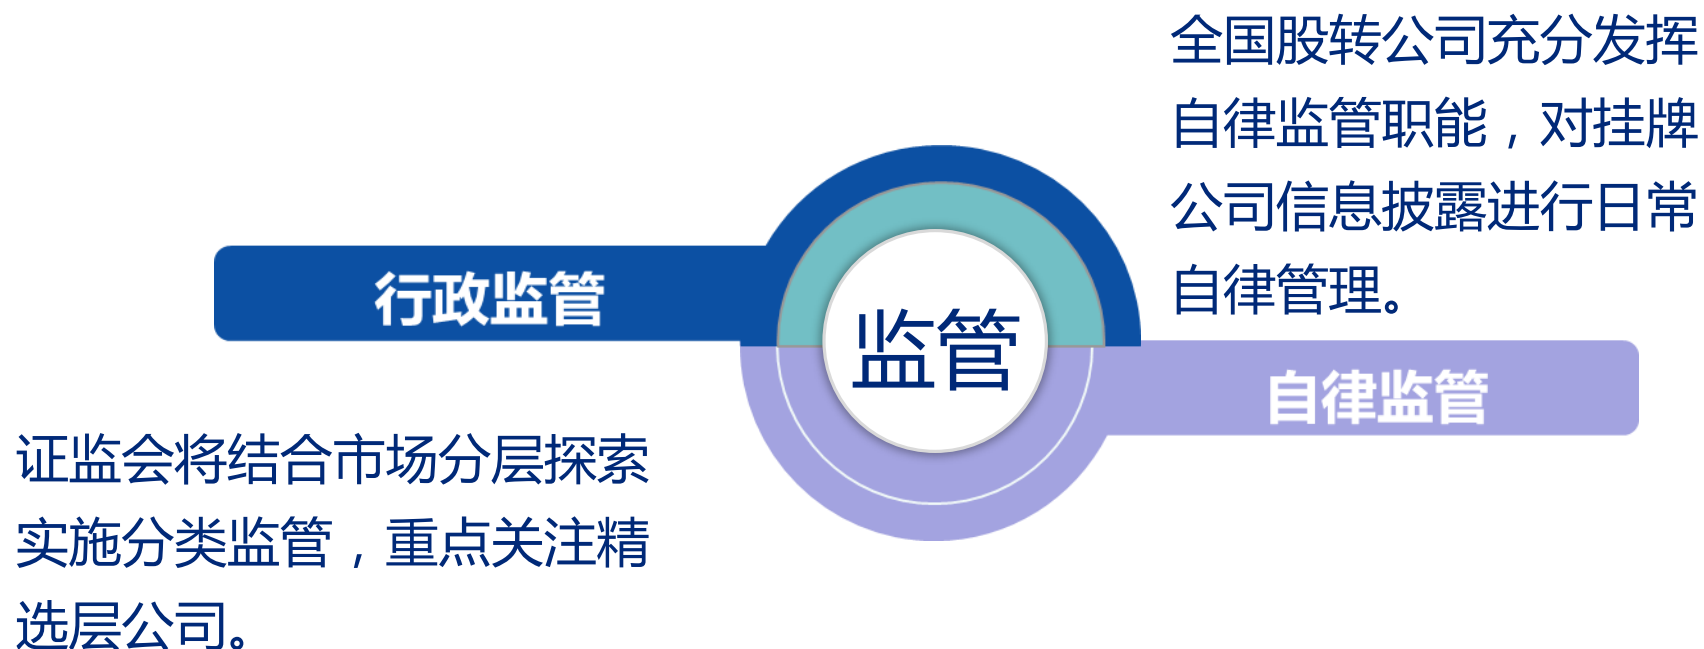 全国股转公司充分发挥
自律监管职能，对挂牌
公司信息披露进行日常
自律管理。
行政监管
监管
自律监管
证监会将结合市场分层探索
实施分类监管，重点关注精
选层公司。